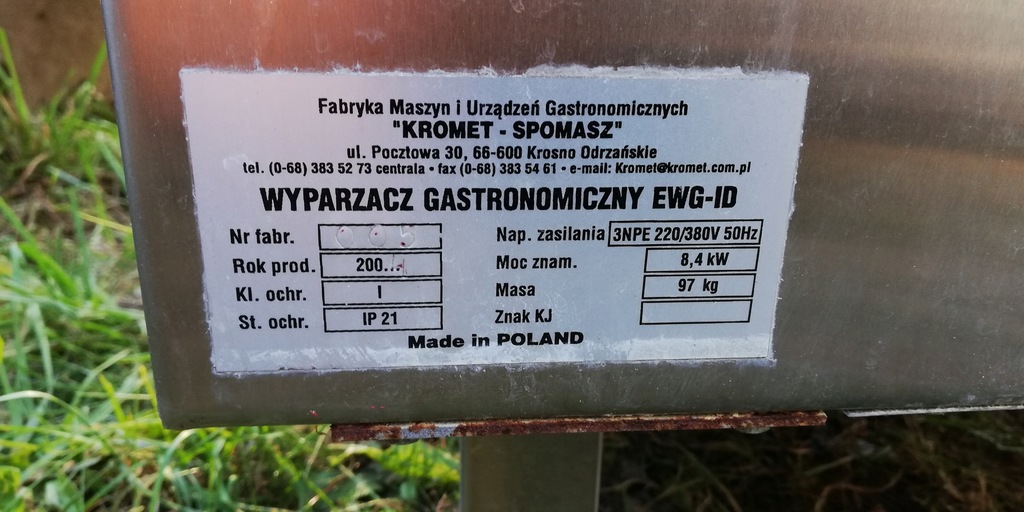 Fabryka Maszyn i Urządzeń Gastronomicznych
"KROMET - SPOMASZ"
ul. Pocztowa 30, 66-600 Krosno Odrzańskie
tel. (0-68) 383 52 73 centrala • fax (0-68) 383 54 61 • e-mail: Kromet@kromet.com.pl
WYPARZACZ GASTRONOMICZNY EWG-ID
Nr fabr. 005 Nap. zasilania 3NPE 220/380V 50Hz
Rok prod. 200... Moc znam. 8,4 kW
Kl. ochr. I Masa 97 kg
St. ochr. IP 21 Znak KJ
Made in POLAND